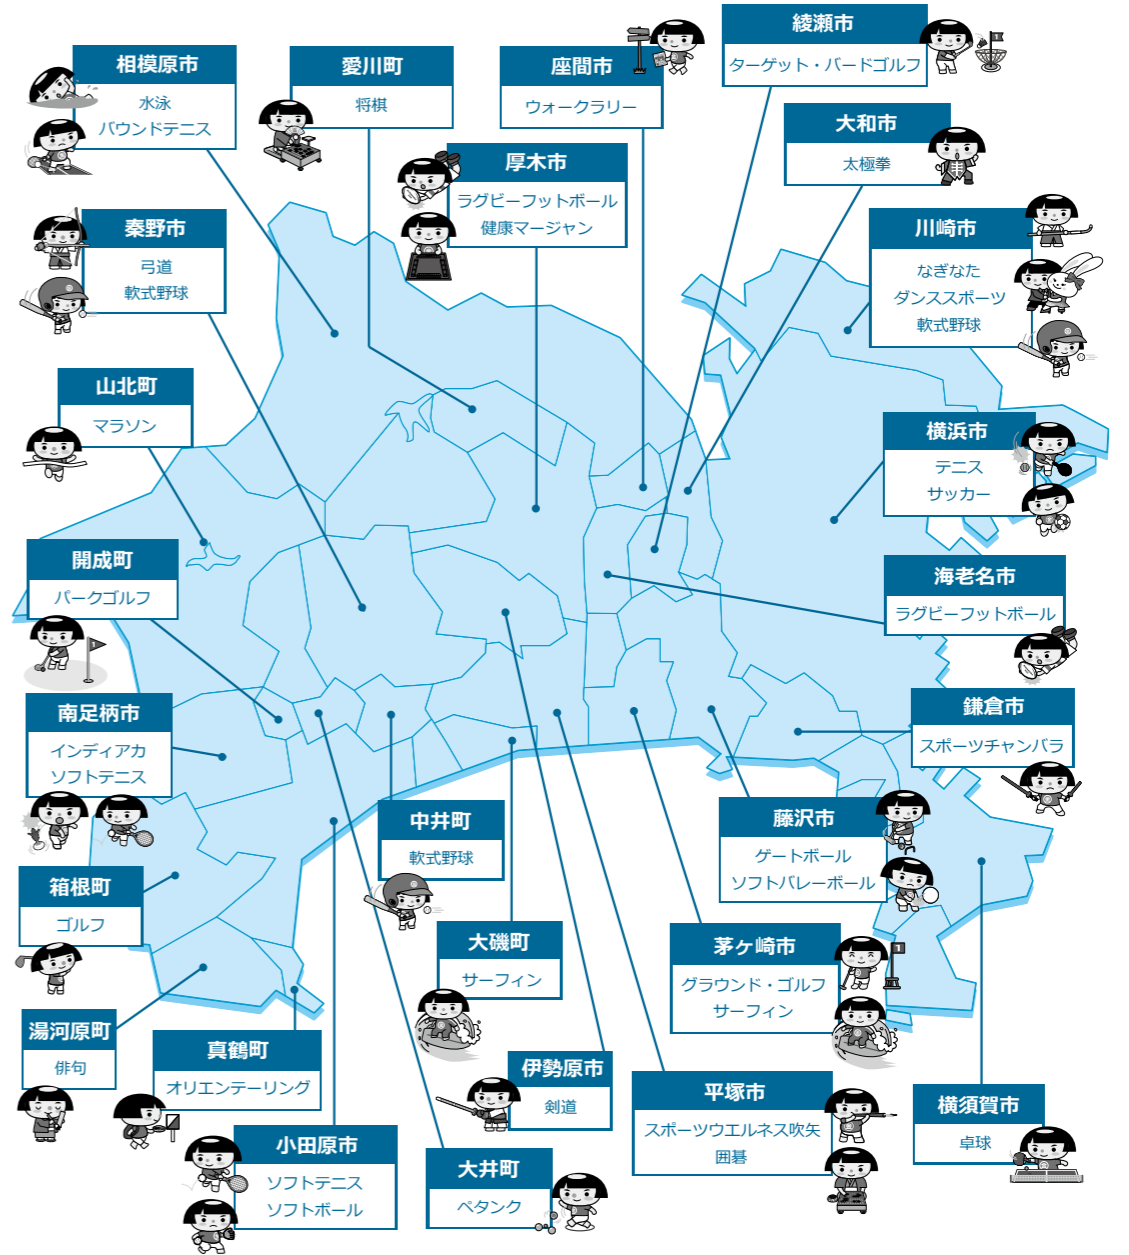 相模原市
水泳
バウンドテニス
愛川町
将棋
座間市
ウォークラリー
綾瀬市
ターゲット・バードゴルフ
大和市
太極拳
厚木市
ラグビーフットボール
健康マージャン
秦野市
弓道
軟式野球
川崎市
なぎなた
ダンススポーツ
軟式野球
山北町
マラソン
横浜市
テニス
サッカー
開成町
パークゴルフ
海老名市
ラグビーフットボール
南足柄市
インディアカ
ソフトテニス
鎌倉市
スポーツチャンバラ
中井町
軟式野球
藤沢市
ゲートボール
ソフトバレーボール
箱根町
ゴルフ
大磯町
サーフィン
茅ヶ崎市
グラウンド・ゴルフ
サーフィン
湯河原町
俳句
真鶴町
オリエンテーリング
伊勢原市
剣道
平塚市
スポーツウエルネス吹矢
囲碁
横須賀市
卓球
小田原市
ソフトテニス
ソフトボール
大井町
ペタンク